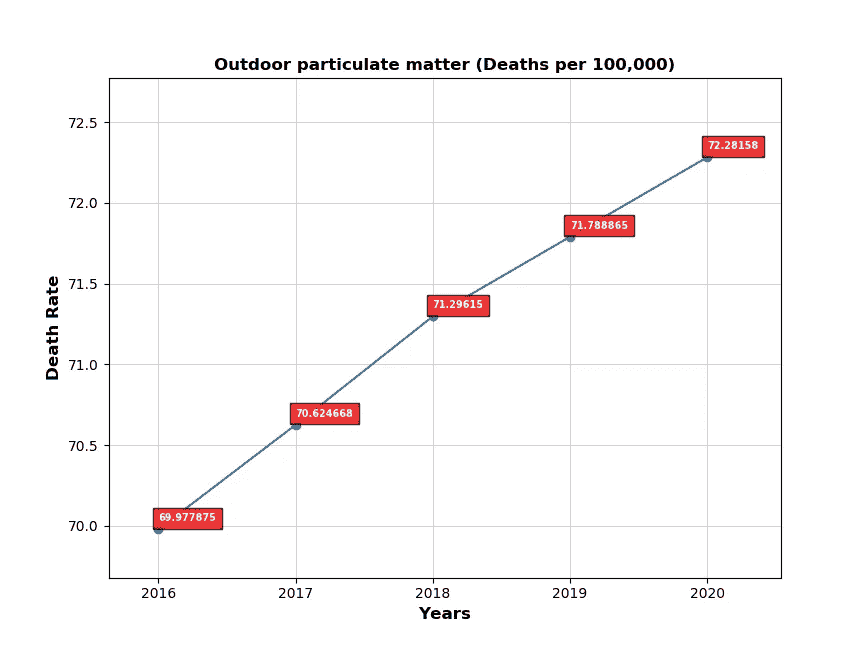 Outdoor particulate matter (Deaths per 100,000)
72.5
72.0
71.5
71.0
70.5
70.0
Death Rate
72.28158
71.788865
71.29615
70.624668
69.977875
2016 2017 2018 2019 2020
Years